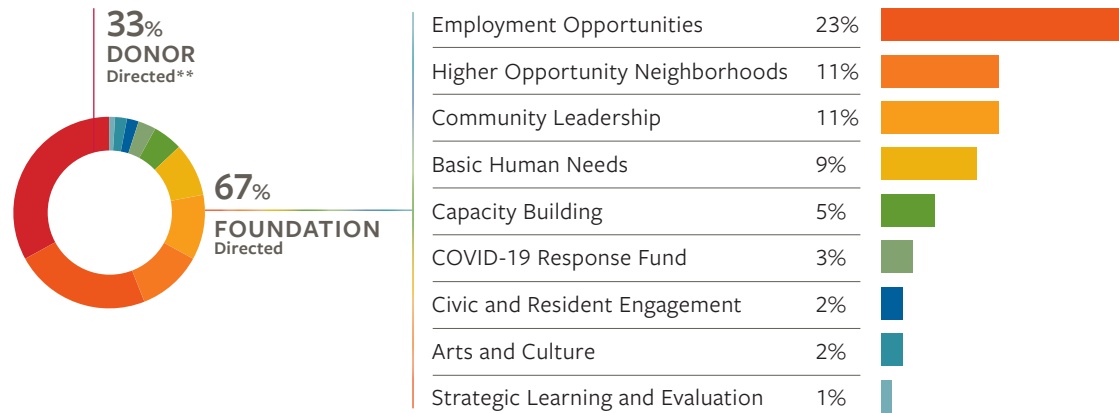 33%
DONOR
Directed**
67%
FOUNDATION
Directed
Employment Opportunities 23%
Higher Opportunity Neighborhoods 11%
Community Leadership 11%
Basic Human Needs 9%
Capacity Building 5%
COVID-19 Response Fund 3%
Civic and Resident Engagement 2%
Arts and Culture 2%
Strategic Learning and Evaluation 1%